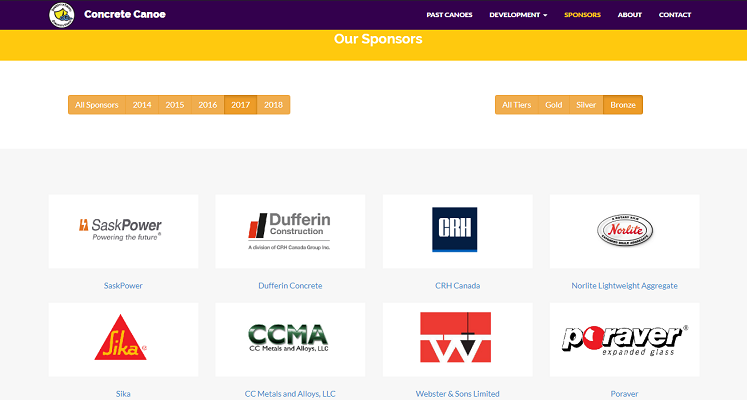 Concrete Canoe
PAST CANOES DEVELOPMENT SPONSORS ABOUT CONTACT
Our Sponsors
All Sponsors 2014 2015 2016 2017 2018
All Tiers Gold Silver Bronze
SaskPower
Powering the future®
Dufferin
Construction
A division of CRH Canada Group Inc.
CRH
Norlite
SaskPower
Dufferin Concrete
CRH Canada
Norlite Lightweight Aggregate
Sika®
CCMA
CC Metals and Alloys, LLC
W
poraver®
expanded glass
Sika
CC Metals and Alloys, LLC
Webster & Sons Limited
Poraver